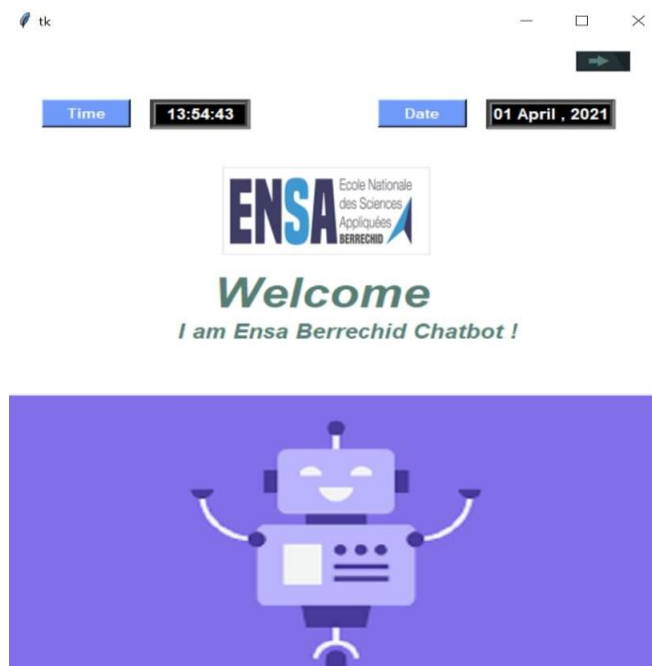 tk
Time 13:54:43 Date 01 April , 2021
ENSA
Ecole Nationale
des Sciences
Appliquées
BERRECHID
Welcome
I am Ensa Berrechid Chatbot !